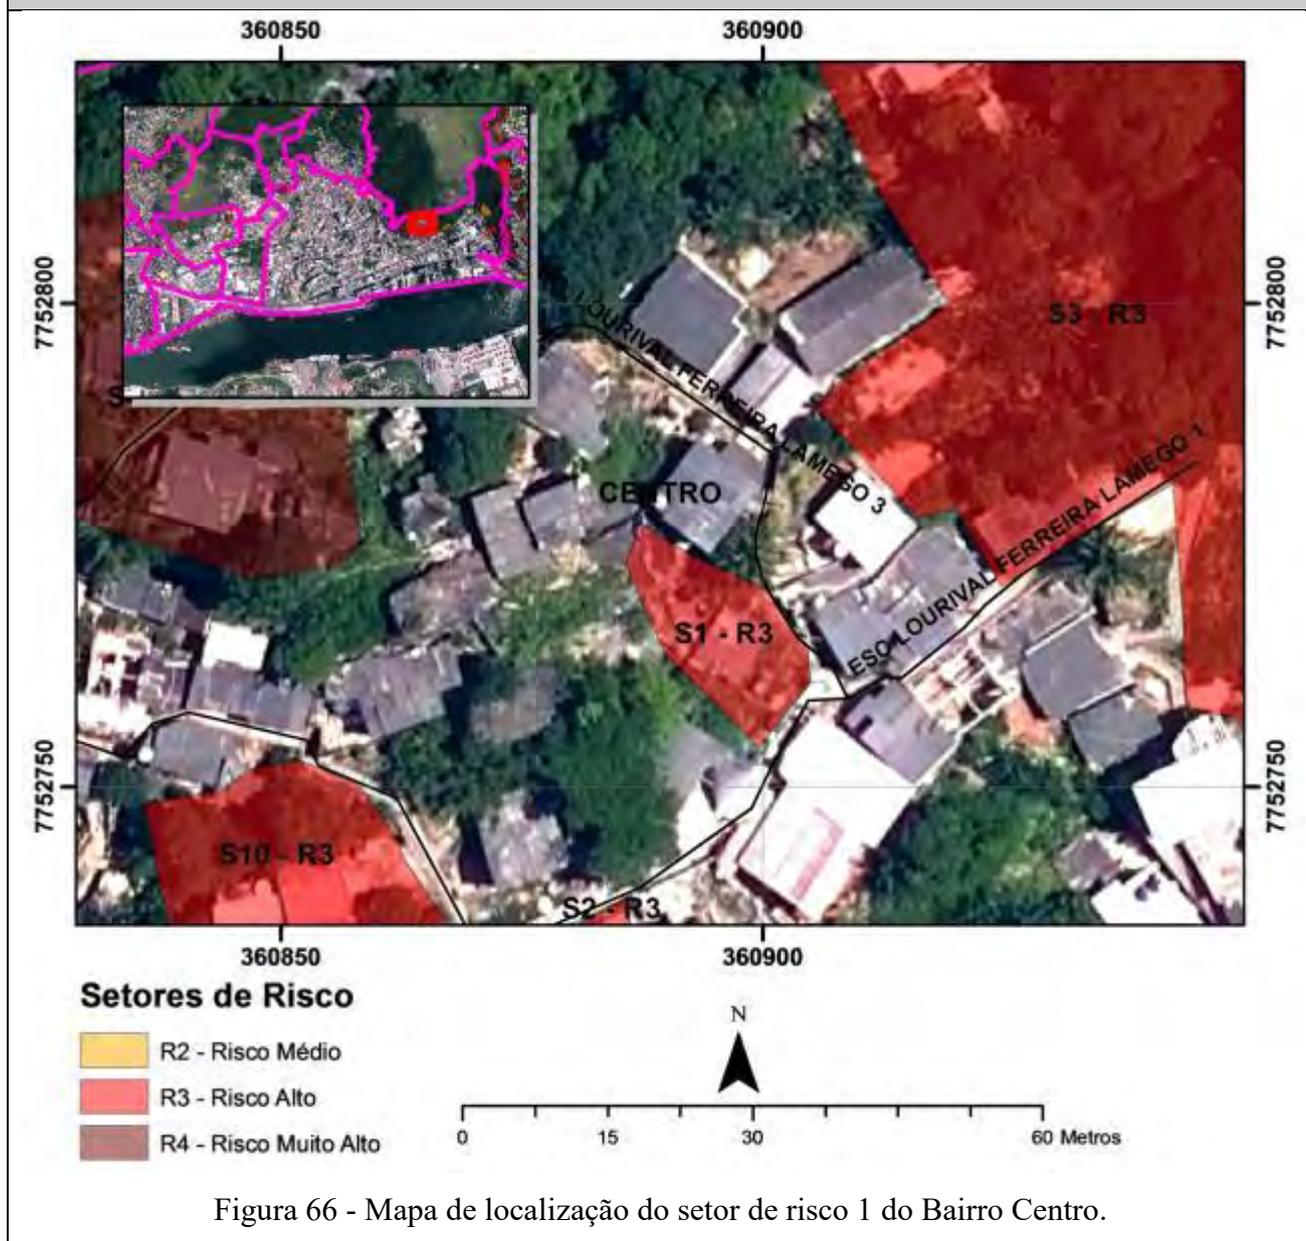 360850
360900
7752800
7752800
LOURIVAL FERREIRA LAMEGO 3
S3 - R3
CENTRO
ESC LOURIVAL FERREIRA LAMEGO 1
S1 - R3
7752750
7752750
S10 - R3
S2 - R3
360850
360900
Setores de Risco
R2 - Risco Médio
R3 - Risco Alto
R4 - Risco Muito Alto
N
0 15 30 60 Metros
Figura 66 - Mapa de localização do setor de risco 1 do Bairro Centro.